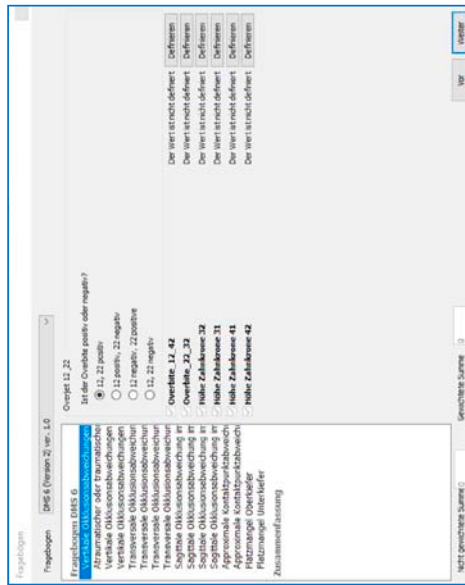 Fragebogen
Fragebogen DMS 6 (Version 2) ver. 1.0
Fragebogen DMS 6
Vertikale Okklusionsabweichungen
Atraumatischer oder traumatischer
Vertikale Okklusionsabweichungen
Vertikale Okklusionsabweichungen
Transversale Okklusionsabweichun
Transversale Okklusionsabweichun
Transversale Okklusionsabweichun
Transversale Okklusionsabweichun
Sagittale Okklusionsabweichung im
Sagittale Okklusionsabweichung im
Sagittale Okklusionsabweichung im
Sagittale Okklusionsabweichung im
Approximale Kontaktpunktabweich
Approximale Kontaktpunktabweich
Platzmangel Oberkiefer
Platzmangel Unterkiefer
Zusammenfassung
Overjet 12_22
Ist der Overbite positiv oder negativ?
12, 22 positiv
12 positiv, 22 negativ
12 negativ, 22 positive
12, 22 negativ
Overbite_12_42 Der Wert ist nicht definiert Definieren
Overbite_22_32 Der Wert ist nicht definiert Definieren
Höhe Zahnkrone 32 Der Wert ist nicht definiert Definieren
Höhe Zahnkrone 31 Der Wert ist nicht definiert Definieren
Höhe Zahnkrone 41 Der Wert ist nicht definiert Definieren
Höhe Zahnkrone 42 Der Wert ist nicht definiert Definieren
Nicht gewichtete Summe 0 Gewichtete Summe 0 Vor Weiter